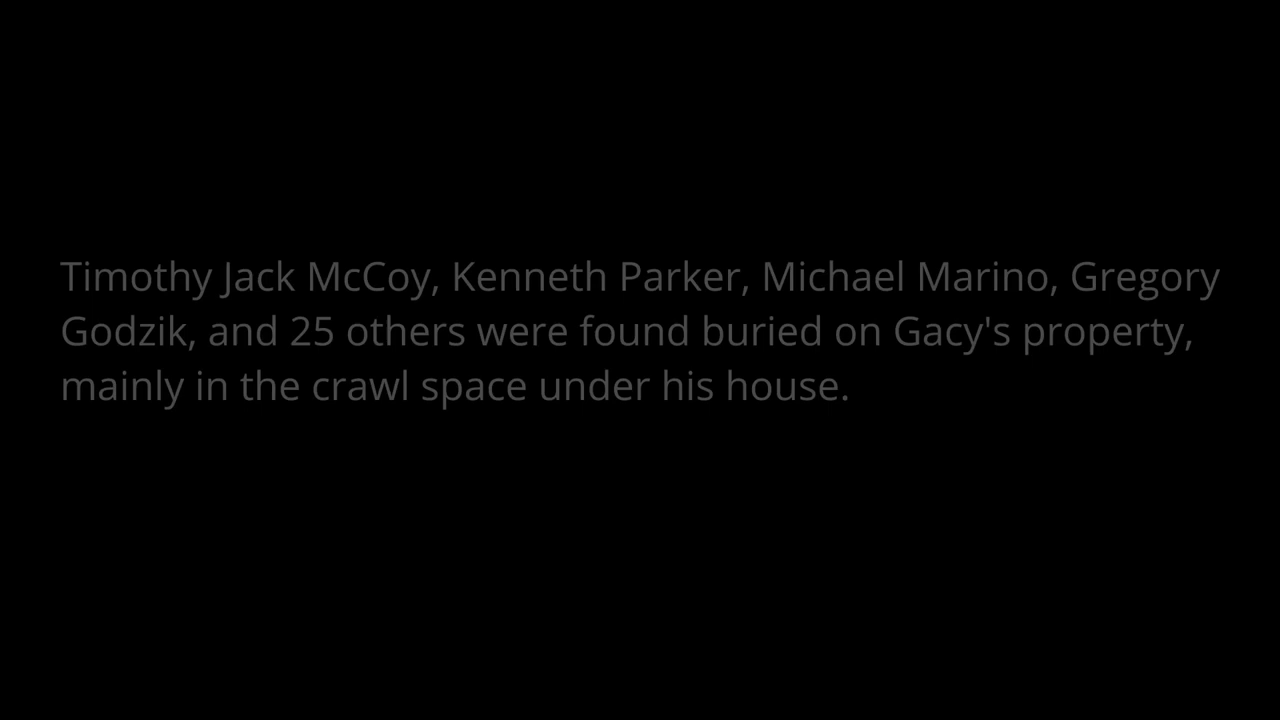 Timothy Jack McCoy, Kenneth Parker, Michael Marino, Gregory
Godzik, and 25 others were found buried on Gacy's property,
mainly in the crawl space under his house.